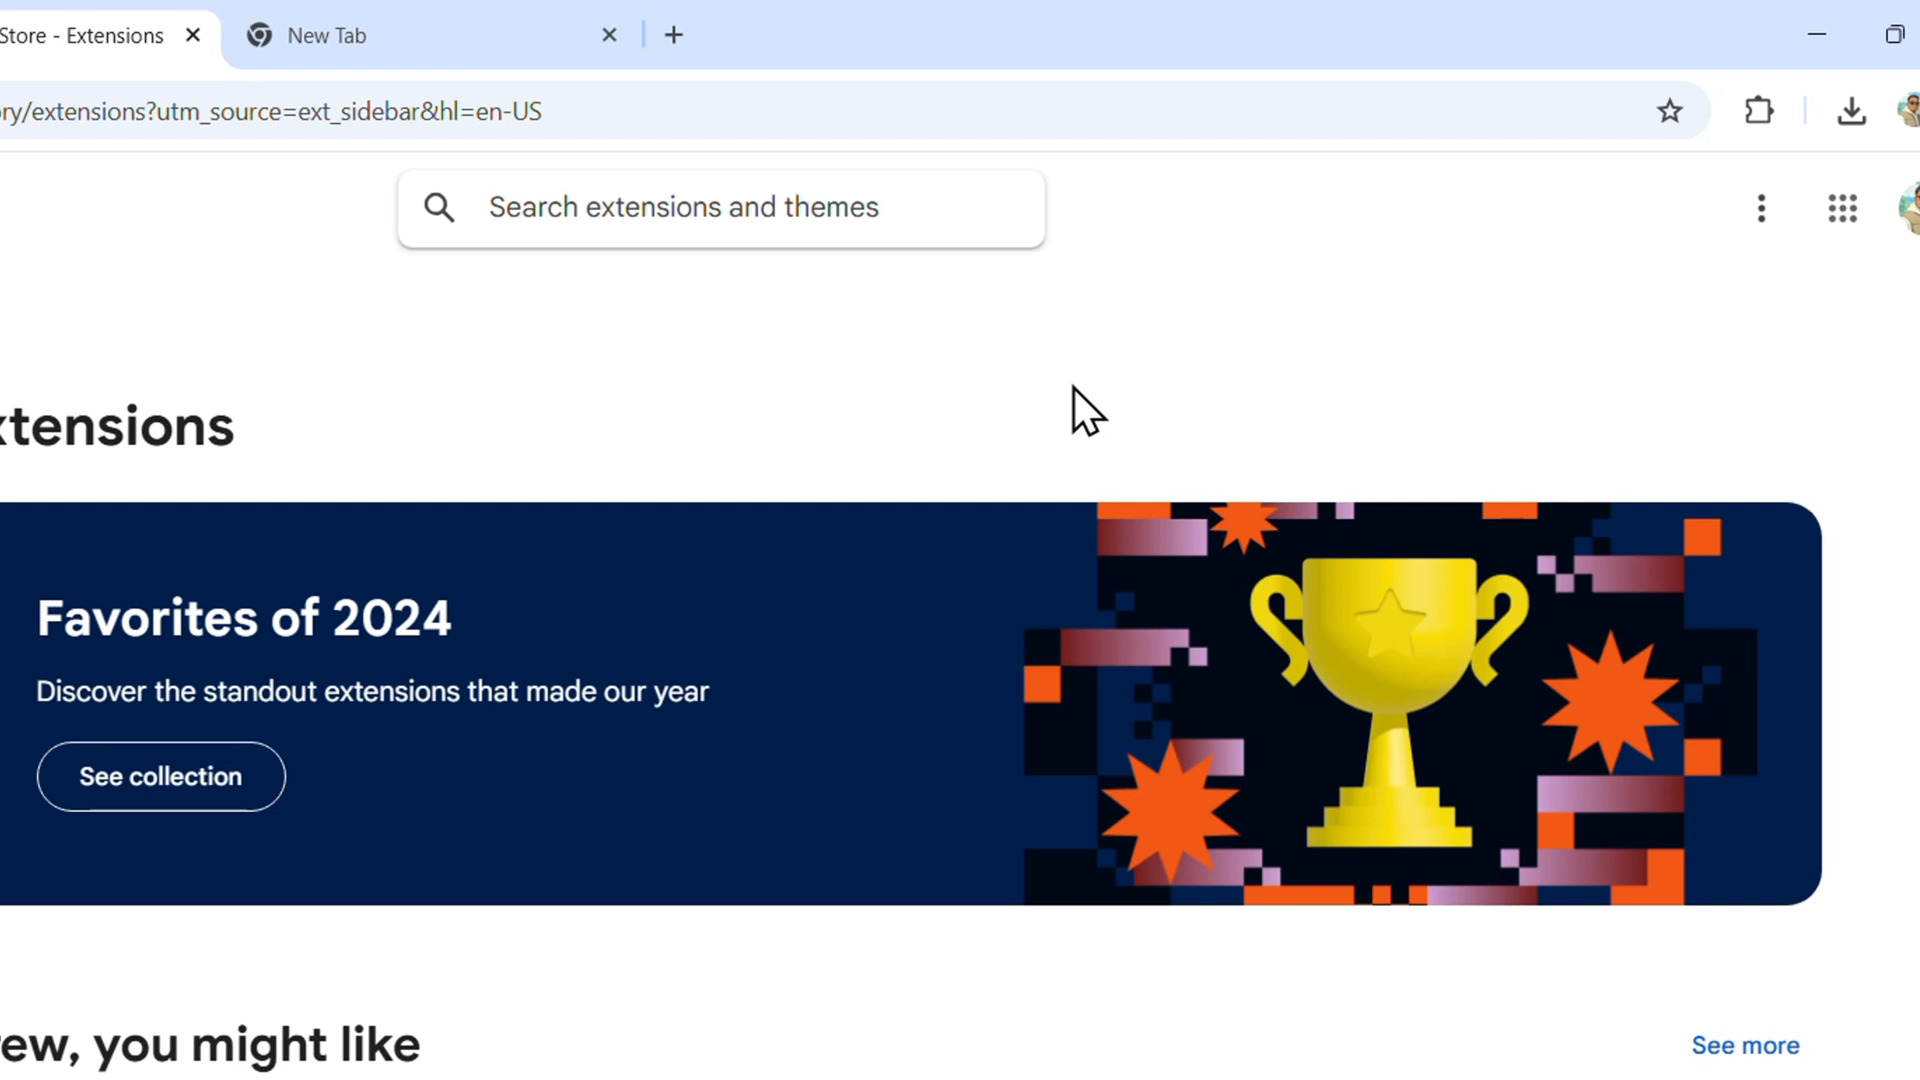 Store - Extensions
New Tab
ry/extensions?utm_source=ext_sidebar&hl=en-US
Search extensions and themes
xtensions
Favorites of 2024
Discover the standout extensions that made our year
See collection
ew, you might like
See more